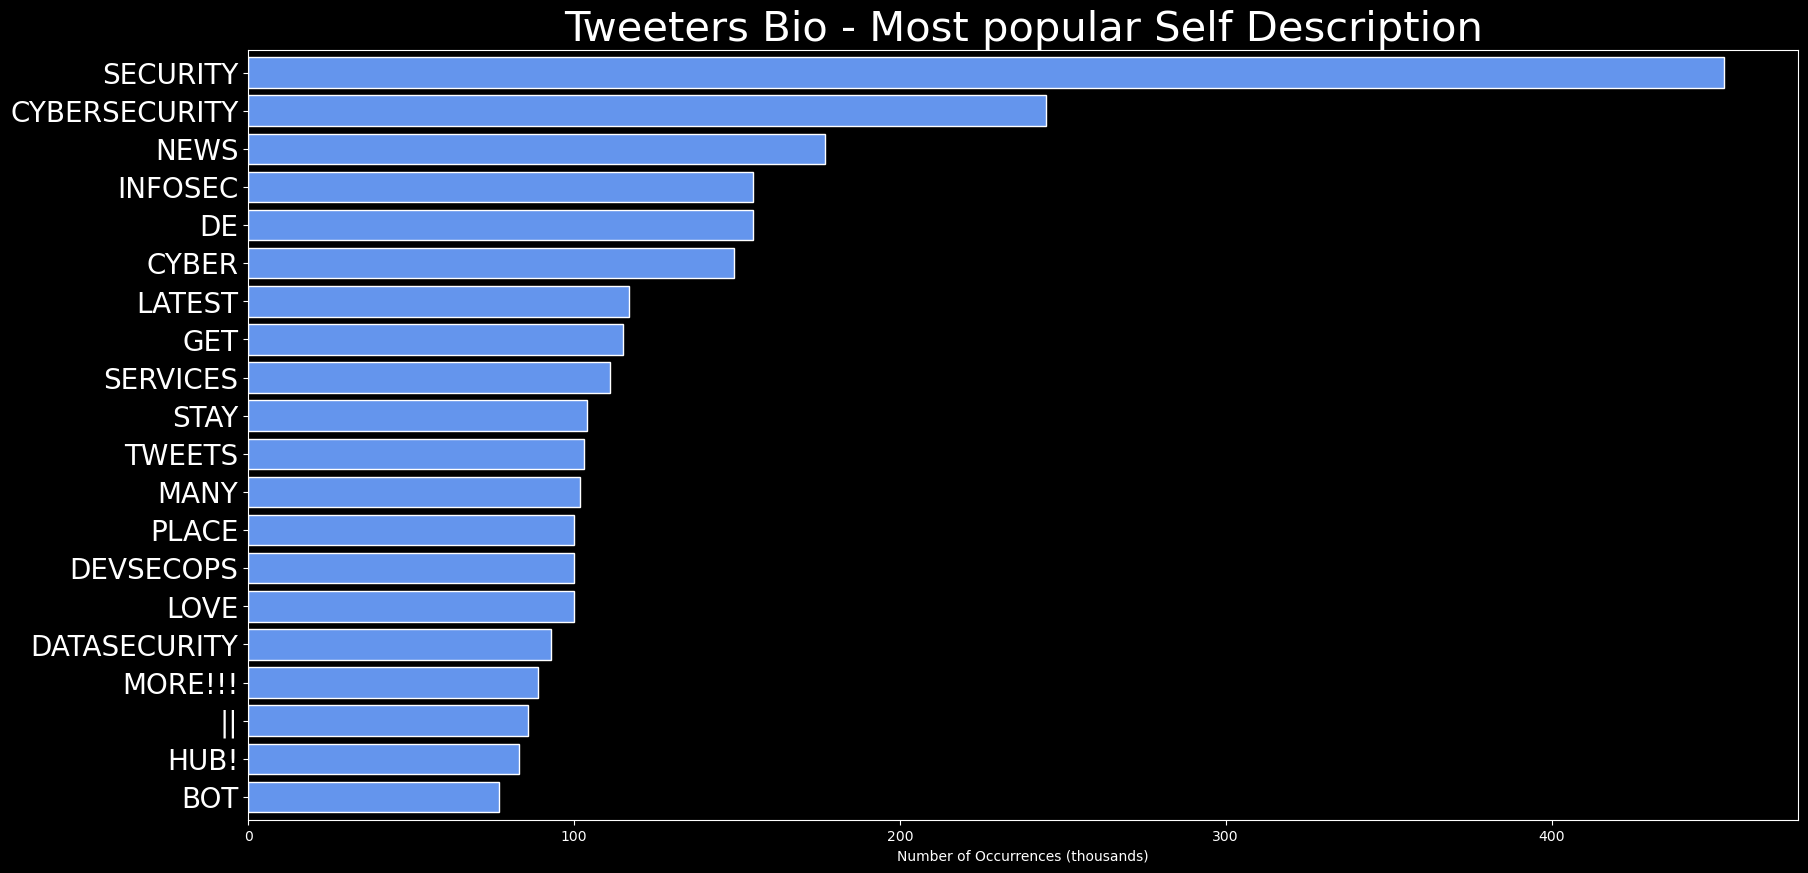 Tweeters Bio - Most popular Self Description
SECURITY
CYBERSECURITY
NEWS
INFOSEC
DE
CYBER
LATEST
GET
SERVICES
STAY
TWEETS
MANY
PLACE
DEVSECOPS
LOVE
DATASECURITY
MORE!!!
||
HUB!
BOT
0 100 200 300 400
Number of Occurrences (thousands)